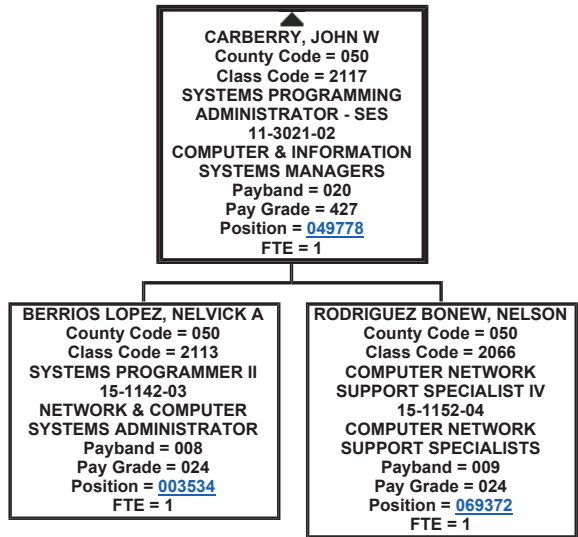 CARBERRY, JOHN W
County Code = 050
Class Code = 2117
SYSTEMS PROGRAMMING
ADMINISTRATOR - SES
11-3021-02
COMPUTER & INFORMATION
SYSTEMS MANAGERS
Payband = 020
Pay Grade = 427
Position = 049778
FTE = 1
BERRIOS LOPEZ, NELVICK A
County Code = 050
Class Code = 2113
SYSTEMS PROGRAMMER II
15-1142-03
NETWORK & COMPUTER
SYSTEMS ADMINISTRATOR
Payband = 008
Pay Grade = 024
Position = 003534
FTE = 1
RODRIGUEZ BONEW, NELSON
County Code = 050
Class Code = 2066
COMPUTER NETWORK
SUPPORT SPECIALIST IV
15-1152-04
COMPUTER NETWORK
SUPPORT SPECIALISTS
Payband = 009
Pay Grade = 024
Position = 069372
FTE = 1